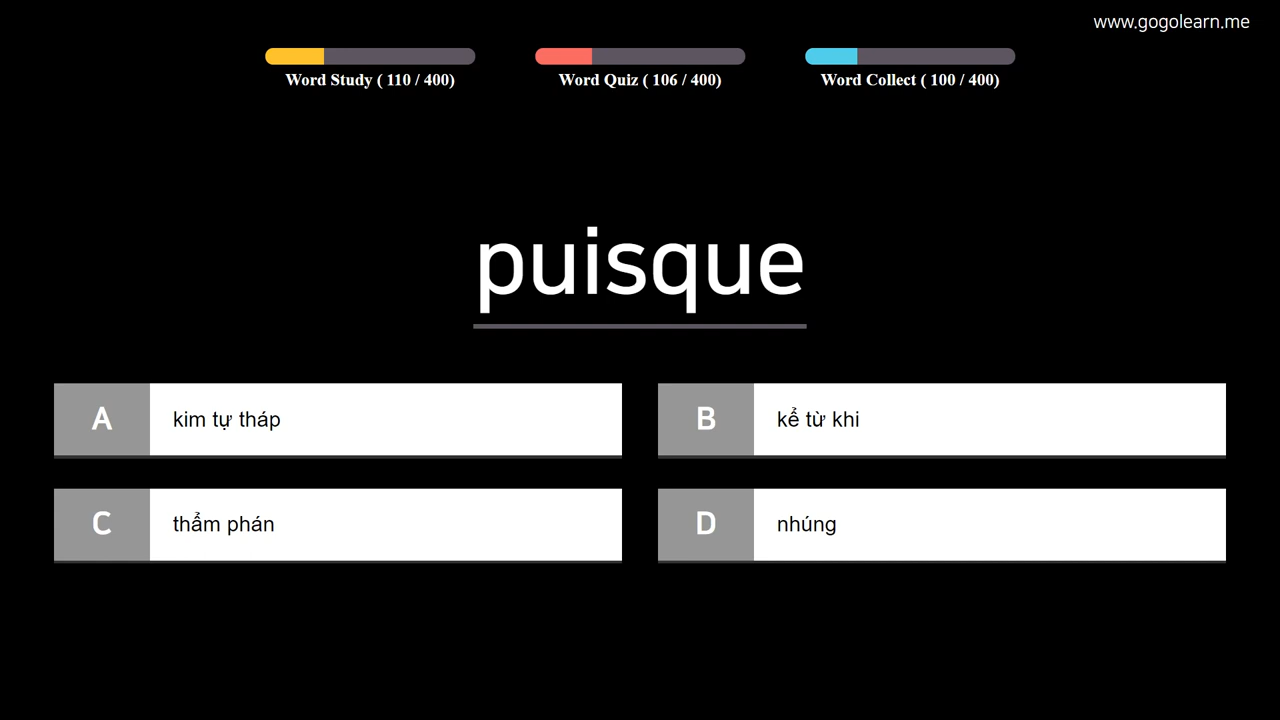 www.gogolearn.me
Word Study ( 110 / 400)
Word Quiz ( 106 / 400)
Word Collect ( 100 / 400)
puisque
A kim tự tháp
B kể từ khi
C thẩm phán
D nhúng